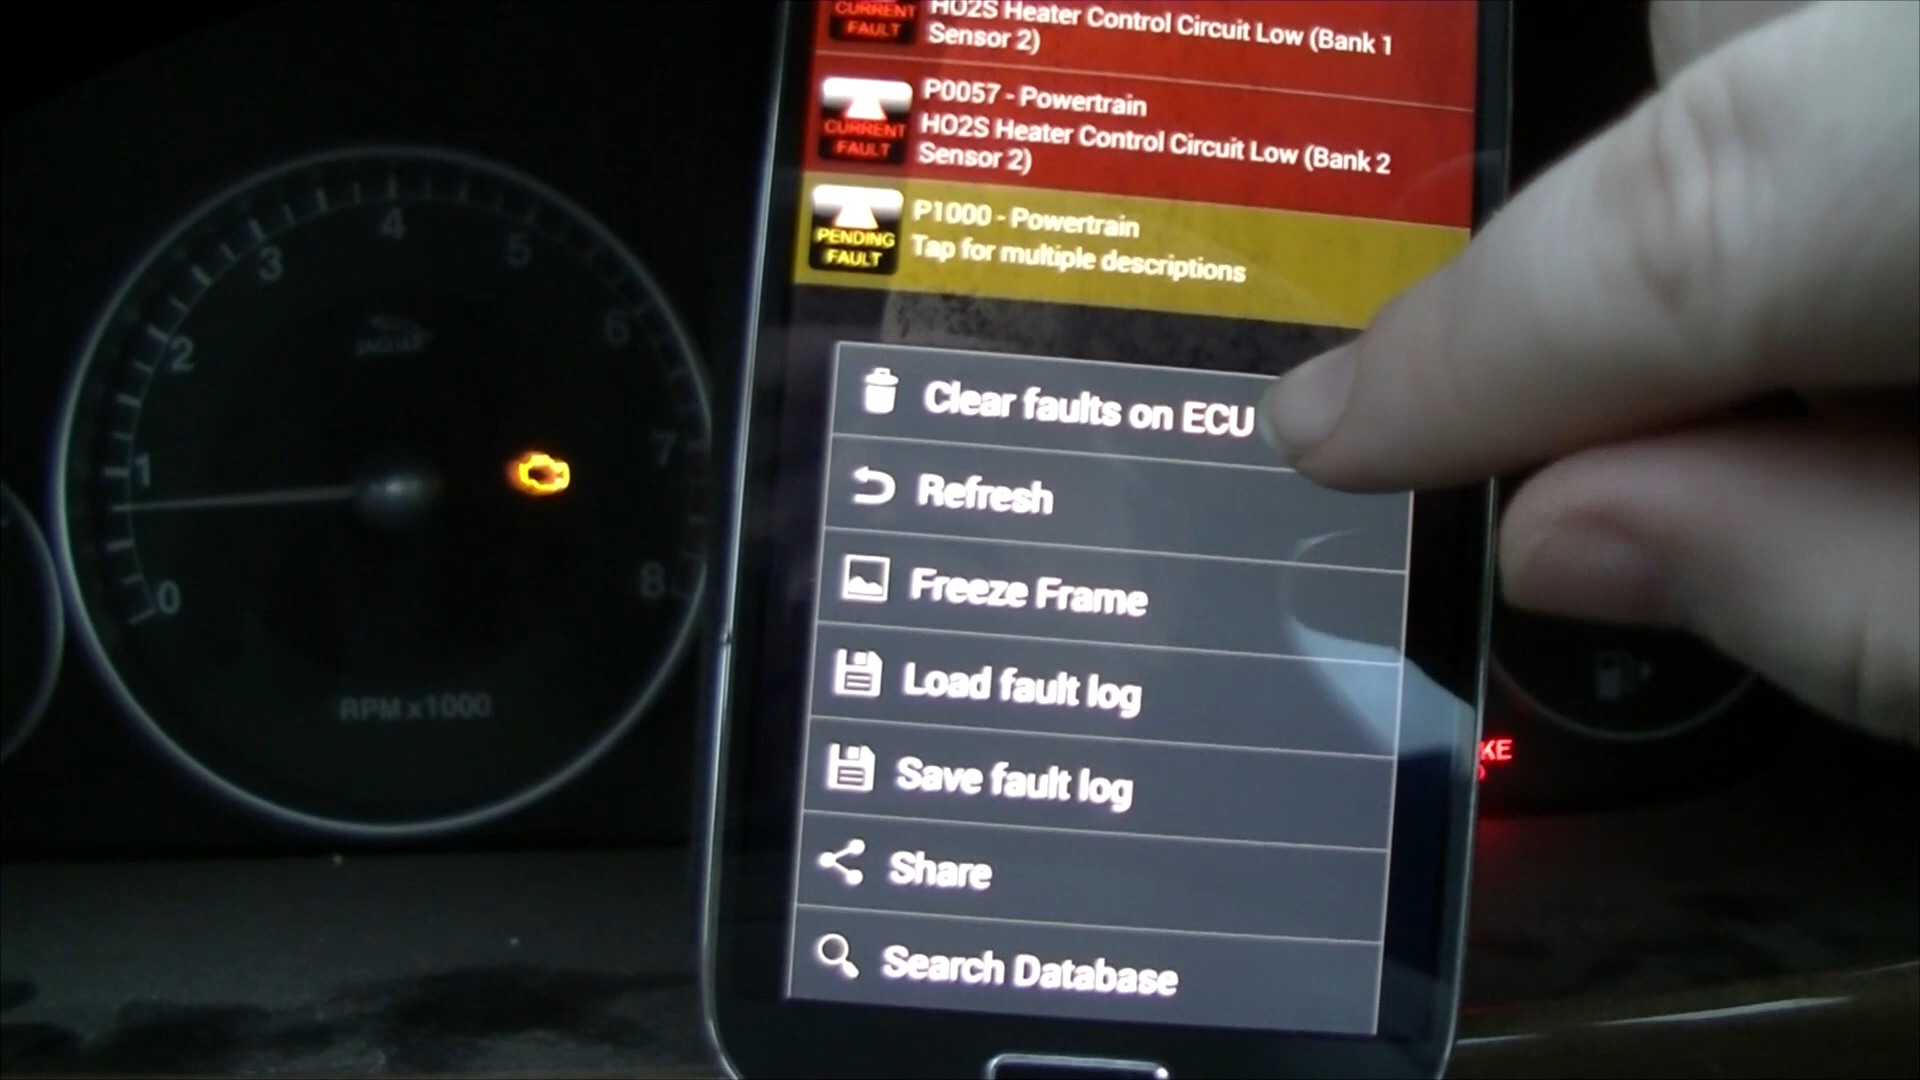 CURRENT
FAULT
HO2S Heater Control Circuit Low (Bank 1
Sensor 2)
P0057 - Powertrain
CURRENT
FAULT
HO2S Heater Control Circuit Low (Bank 2
Sensor 2)
P1000 - Powertrain
PENDING
FAULT
Tap for multiple descriptions
Clear faults on ECU
Refresh
Freeze Frame
Load fault log
Save fault log
Share
Search Database
0
1
2
3
4
5
6
7
8
JAGUAR
RPM x1000
KE